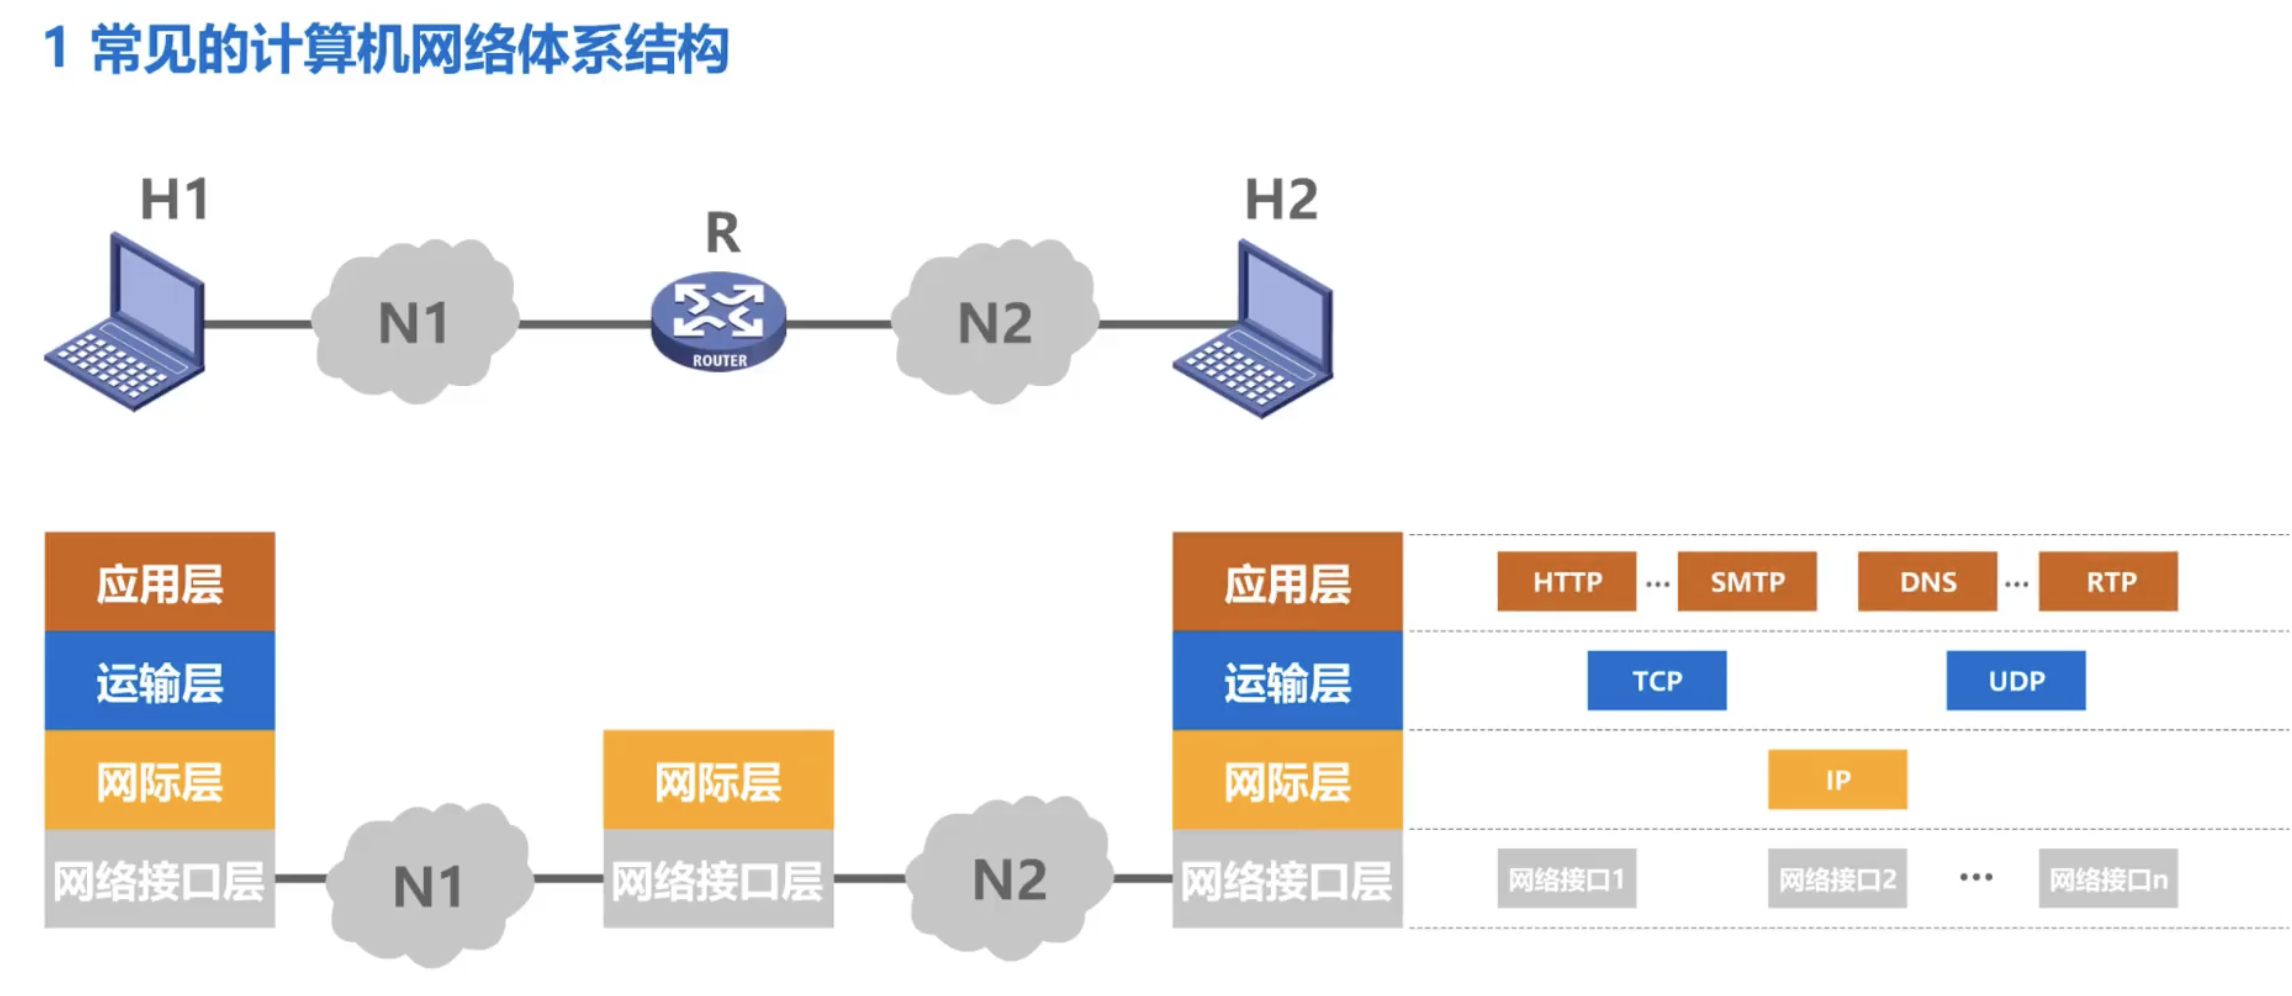 1 常见的计算机网络体系结构
H1
R
H2
N1
ROUTER
N2
应用层
应用层
HTTP ... SMTP DNS ... RTP
运输层
运输层
TCP UDP
网际层
网际层
网际层
IP
网络接口层
N1
网络接口层
N2
网络接口层
网络接口1 网络接口2 ... 网络接口n